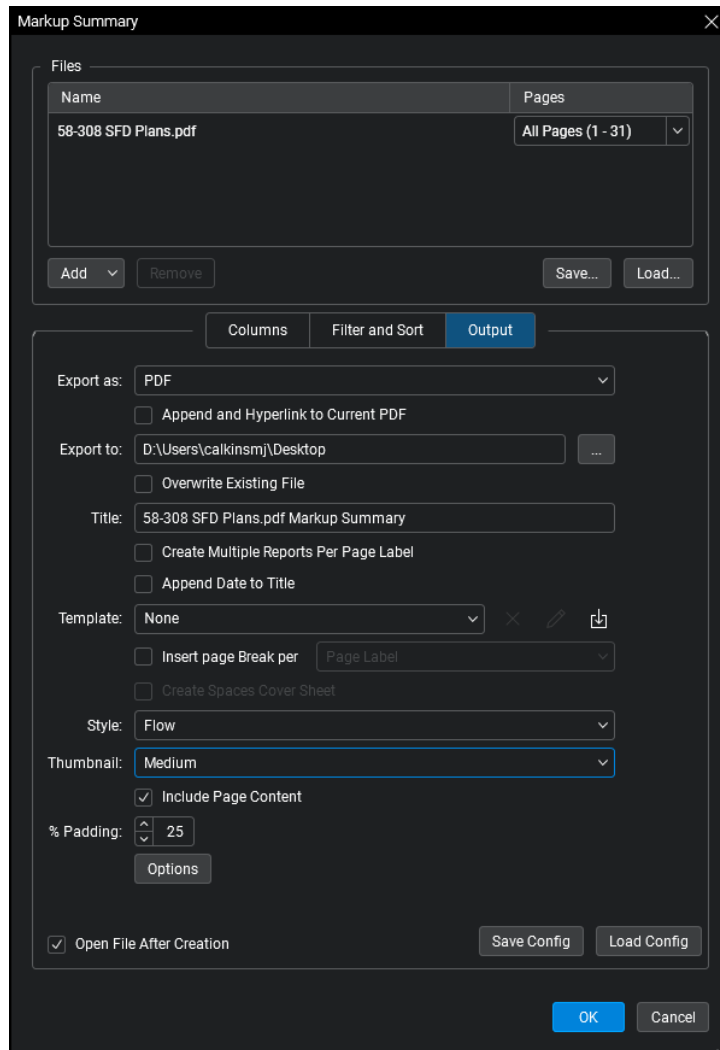 Markup Summary
Files
Name Pages
58-308 SFD Plans.pdf All Pages (1 - 31)
Add Remove Save... Load...
Columns Filter and Sort Output
Export as: PDF
Append and Hyperlink to Current PDF
Export to: D:\Users\calkinsmj\Desktop ...
Overwrite Existing File
Title: 58-308 SFD Plans.pdf Markup Summary
Create Multiple Reports Per Page Label
Append Date to Title
Template: None
Insert page Break per Page Label
Create Spaces Cover Sheet
Style: Flow
Thumbnail: Medium
Include Page Content
% Padding: 25
Options
Open File After Creation Save Config Load Config
OK Cancel